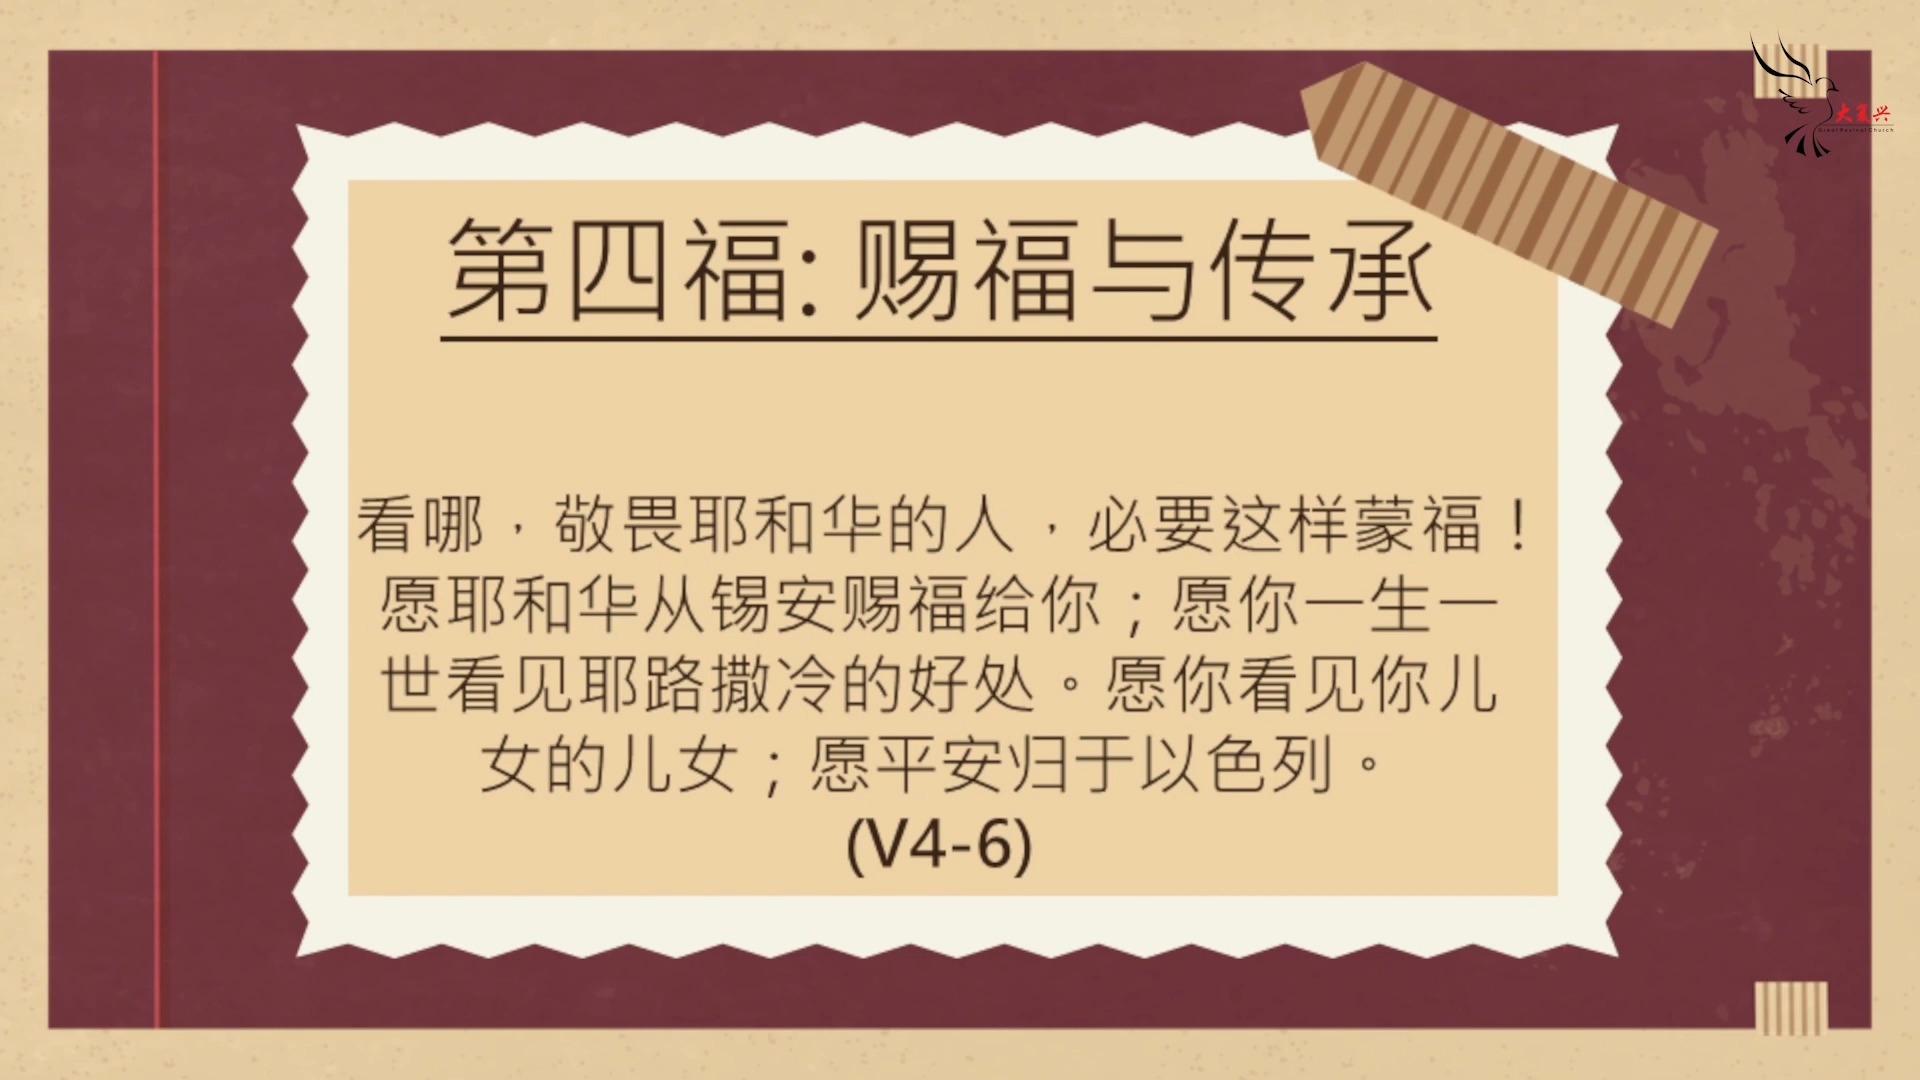 大复兴
Great Revival Church
第四福: 赐福与传承
看哪，敬畏耶和华的人，必要这样蒙福！
愿耶和华从锡安赐福给你；愿你一生一
世看见耶路撒冷的好处。愿你看见你儿
女的儿女；愿平安归于以色列。
(V4-6)